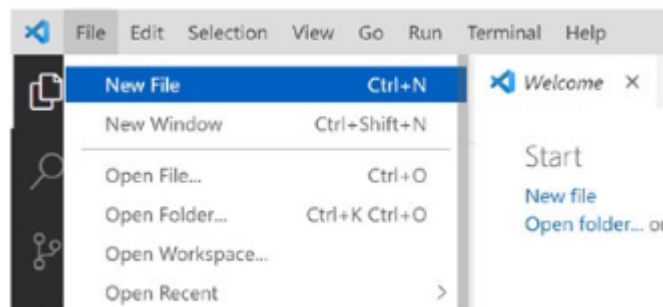 File Edit Selection View Go Run Terminal Help
New File Ctrl+N
New Window Ctrl+Shift+N
Open File... Ctrl+O
Open Folder... Ctrl+K Ctrl+O
Open Workspace...
Open Recent
Welcome
Start
New file
Open folder... or